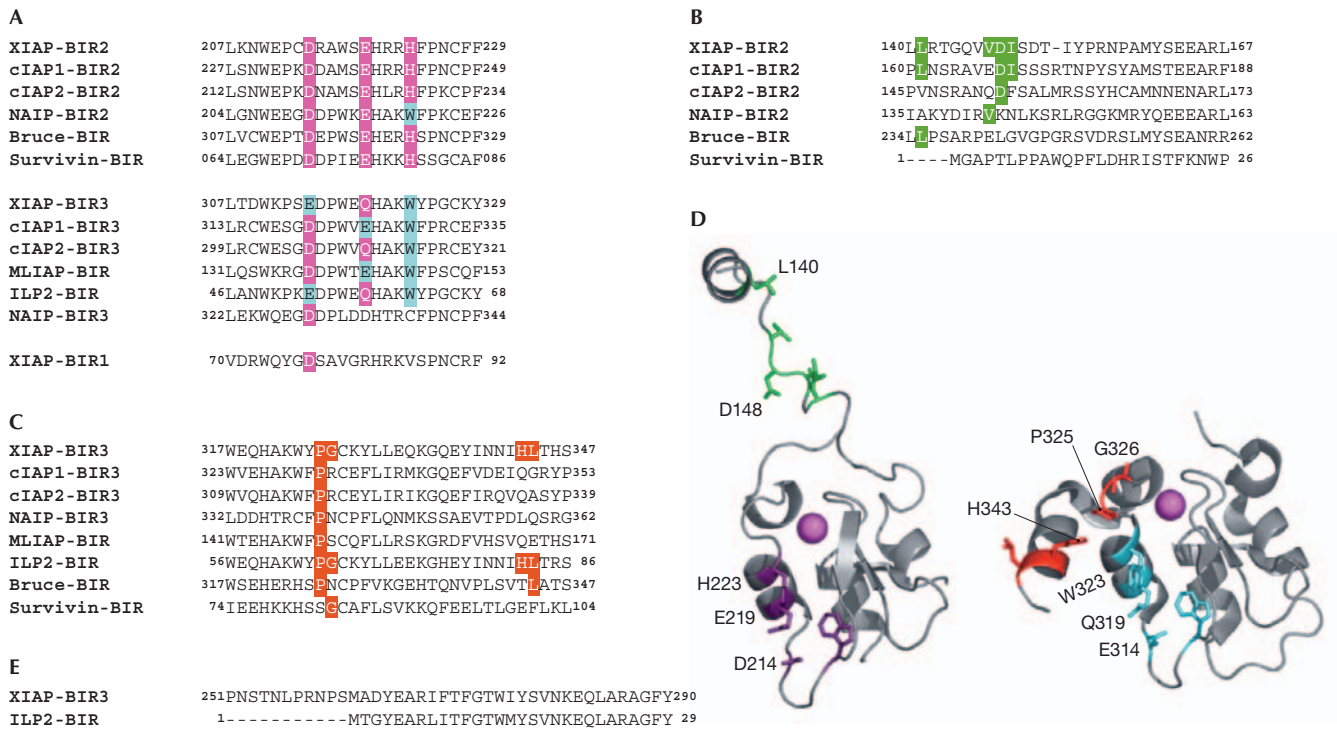 A
XIAP-BIR2 207LKNWEPCDRAWSEHRRHFPNCFF229
cIAP1-BIR2 227LSNWEPKDDAMSEHRRHFPNCPF249
cIAP2-BIR2 212LSNWEPKDNAMSEHLRHFPKCPF234
NAIP-BIR2 204LGNWEEGDDPWKEHAKWFPKCEF226
Bruce-BIR 307LVCWEPTDEPWSEHERHSPNCPF329
Survivin-BIR 064LEGWEPDDDPIEEHKKHSSGCAF086
XIAP-BIR3 307LTDWKPSEDPWEQHAKWYPGCKY329
cIAP1-BIR3 313LRCWESGDDPWVEHAKWFPRCEF335
cIAP2-BIR3 299LRCWESGDDPWVQHAKWFPRCEY321
MLIAP-BIR 131LQSWKRGDDPWTEHAKWFPSCQF153
ILP2-BIR 46LANWKPKEDPWEQHAKWYPGCKY 68
NAIP-BIR3 322LEKWQEGDDPLDDHTRCFPNCPF344
XIAP-BIR1 70VDRWQYGDSAVGRHRKVSPNCRF 92
B
XIAP-BIR2 140LLRTGQVVDISDT-IYPRNPAMYSEEARL167
cIAP1-BIR2 160PLNSRAVEDISSSRTNPYSYAMSTEEARF188
cIAP2-BIR2 145PVNSRANQDFSALMRSSYHCAMNNENARL173
NAIP-BIR2 135IAKYDIRVKNLKSRLRGGKMRYQEEEARL163
Bruce-BIR 234LLPSARPELGVGPGRSVDRSLMYSEANRR262
Survivin-BIR 1----MGAPTLPPAWQPFLDHRISTFKNWP 26
C
XIAP-BIR3 317WEQHAKWYPGCKYLLEQKGQEYINNIHLTHS347
cIAP1-BIR3 323WVEHAKWFPRCEFLIRMKGQEFVDEIQGRYP353
cIAP2-BIR3 309WVQHAKWFPRCEYLIRIKGQEFIRQVQASYP339
NAIP-BIR3 332LDDHTRCFPNCPFLQNMKSSAEVTPDLQSRG362
MLIAP-BIR 141WTEHAKWFPSCQFLLRSKGRDFVHSVQETHS171
ILP2-BIR 56WEQHAKWYPGCKYLLEEKGHEYINNIHLTRS 86
Bruce-BIR 317WSEHERHSPNCPFVKGEHTQNVPLSVTLATS347
Survivin-BIR 74IEEHKKHSSGCAFLSVKKQFEELTLGEFLKL104
D
L140
D148
H223
E219
D214
P325
G326
H343
W323
Q319
E314
E
XIAP-BIR3 251PNSTNLPRNPSMADYEARIFTFGTWIYSVNKEQLARAGFY290
ILP2-BIR 1-----------MTGYEARLITFGTWMYSVNKEQLARAGFY 29